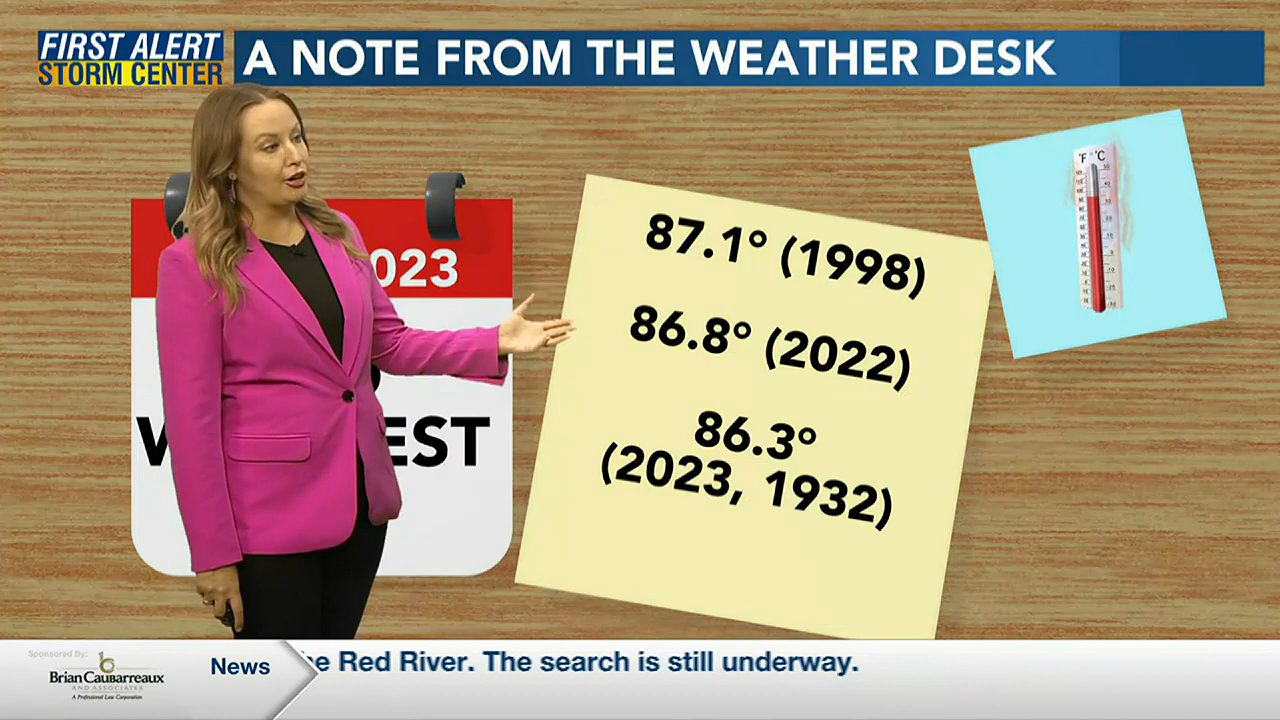 FIRST ALERT
STORM CENTER
A NOTE FROM THE WEATHER DESK
°F °C
023
EST
87.1° (1998)
86.8° (2022)
86.3°
(2023, 1932)
Sponsored By:
Brian Caubarreaux
AND ASSOCIATES
A Professional Law Corporation
News
he Red River. The search is still underway.